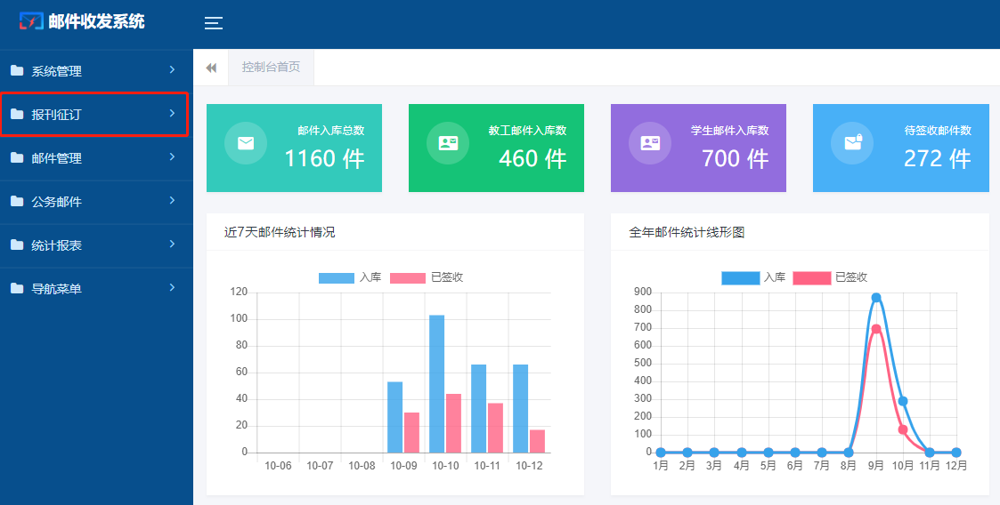 邮件收发系统
系统管理
报刊征订
邮件管理
公务邮件
统计报表
导航菜单
控制台首页
邮件入库总数
1160 件
教工邮件入库数
460 件
学生邮件入库数
700 件
待签收邮件数
272 件
近7天邮件统计情况
入库 已签收
120
100
80
60
40
20
0
10-06 10-07 10-08 10-09 10-10 10-11 10-12
全年邮件统计线形图
入库 已签收
900
800
700
600
500
400
300
200
100
0
1月 2月 3月 4月 5月 6月 7月 8月 9月 10月 11月 12月